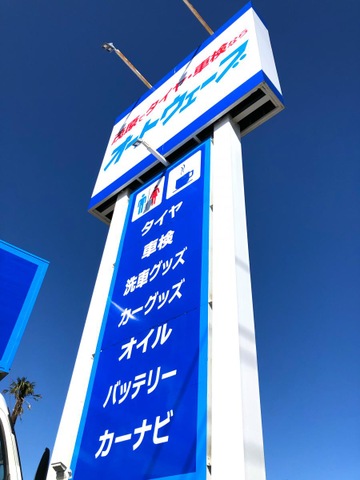 でタイヤ・車検なら
オートウェーブ
タイヤ
車検
洗車グッズ
カーグッズ
オイル
バッテリー
カーナビ